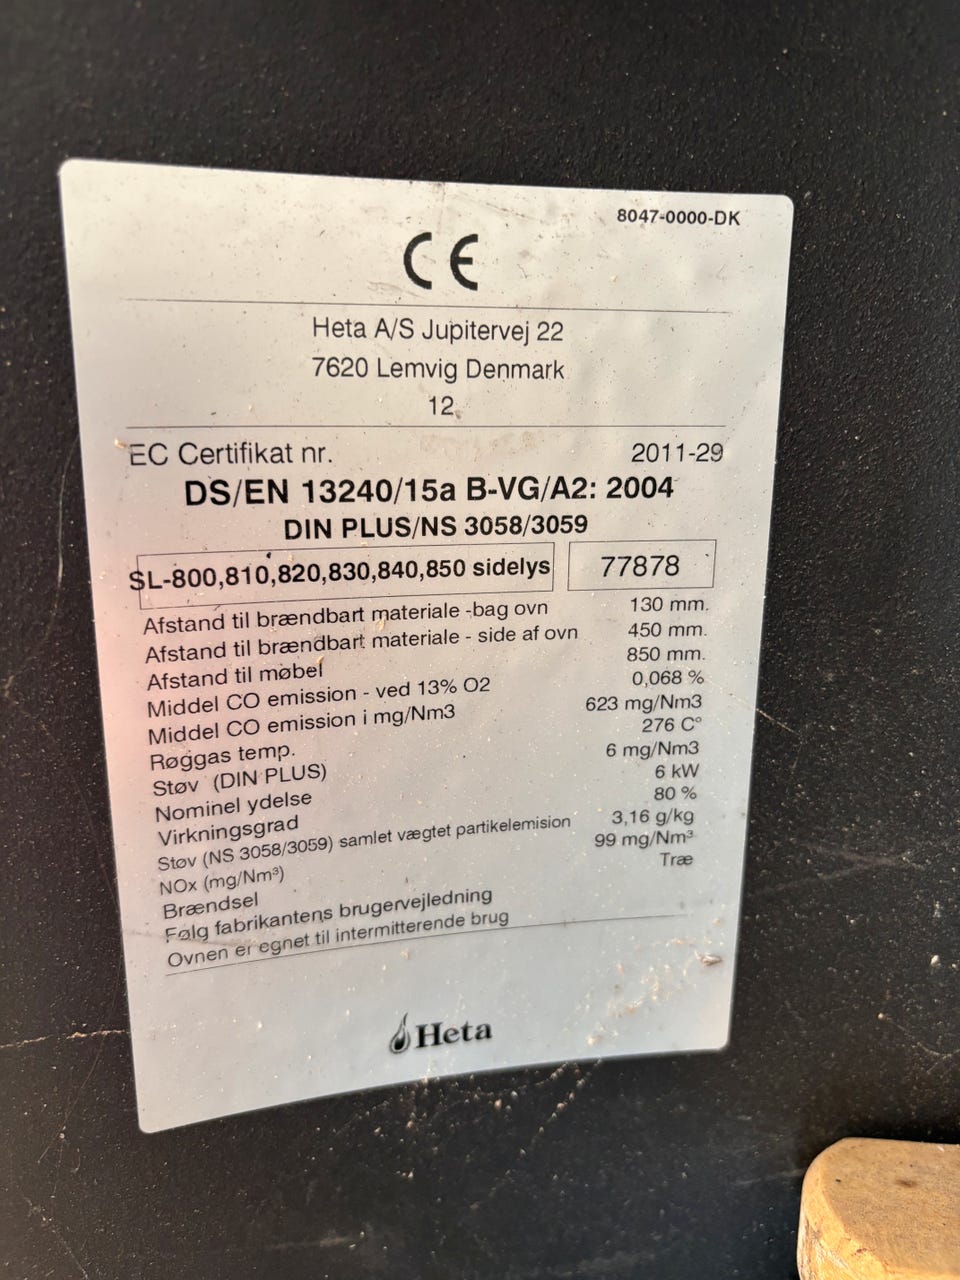 8047-0000-DK
CE
Heta A/S Jupitervej 22
7620 Lemvig Denmark
12
EC Certifikat nr. 2011-29
DS/EN 13240/15a B-VG/A2: 2004
DIN PLUS/NS 3058/3059
SL-800,810,820,830,840,850 sidelys 77878
Afstand til brændbart materiale -bag ovn 130 mm.
Afstand til brændbart materiale - side af ovn 450 mm.
Afstand til møbel 850 mm.
Middel CO emission - ved 13% O2 0,068 %
Middel CO emission i mg/Nm3 623 mg/Nm3
Røggas temp. 276 C°
Støv (DIN PLUS) 6 mg/Nm3
Nominel ydelse 6 kW
Virkningsgrad 80 %
Støv (NS 3058/3059) samlet vægtet partikelemision 3,16 g/kg
NOx (mg/Nm³) 99 mg/Nm³
Brændsel Træ
Følg fabrikantens brugervejledning
Ovnen er egnet til intermitterende brug
Heta